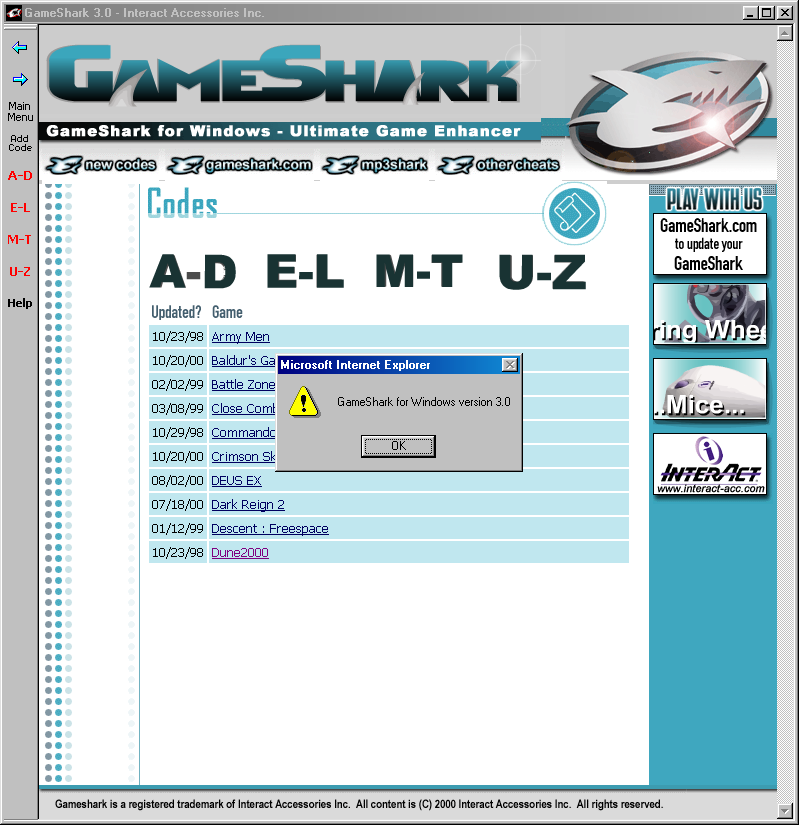 GameShark 3.0 - Interact Accessories Inc.
Main
Menu
Add
Code
A-D
E-L
M-T
U-Z
Help
GAMESHARK
GameShark for Windows - Ultimate Game Enhancer
new codes gameshark.com mp3shark other cheats
Codes
A-D E-L M-T U-Z
Updated? Game
10/23/98 Army Men
10/20/00 Baldur's Ga
02/02/99 Battle Zone
03/08/99 Close Comb
10/29/98 Commando
10/20/00 Crimson Sk
08/02/00 DEUS EX
07/18/00 Dark Reign 2
01/12/99 Descent : Freespace
10/23/98 Dune2000
Microsoft Internet Explorer
GameShark for Windows version 3.0
OK
PLAY WITH US
GameShark.com
to update your
GameShark
ring Whee
..Mice...
INTERACT
www.interact-acc.com
Gameshark is a registered trademark of Interact Accessories Inc. All content is (C) 2000 Interact Accessories Inc. All rights reserved.